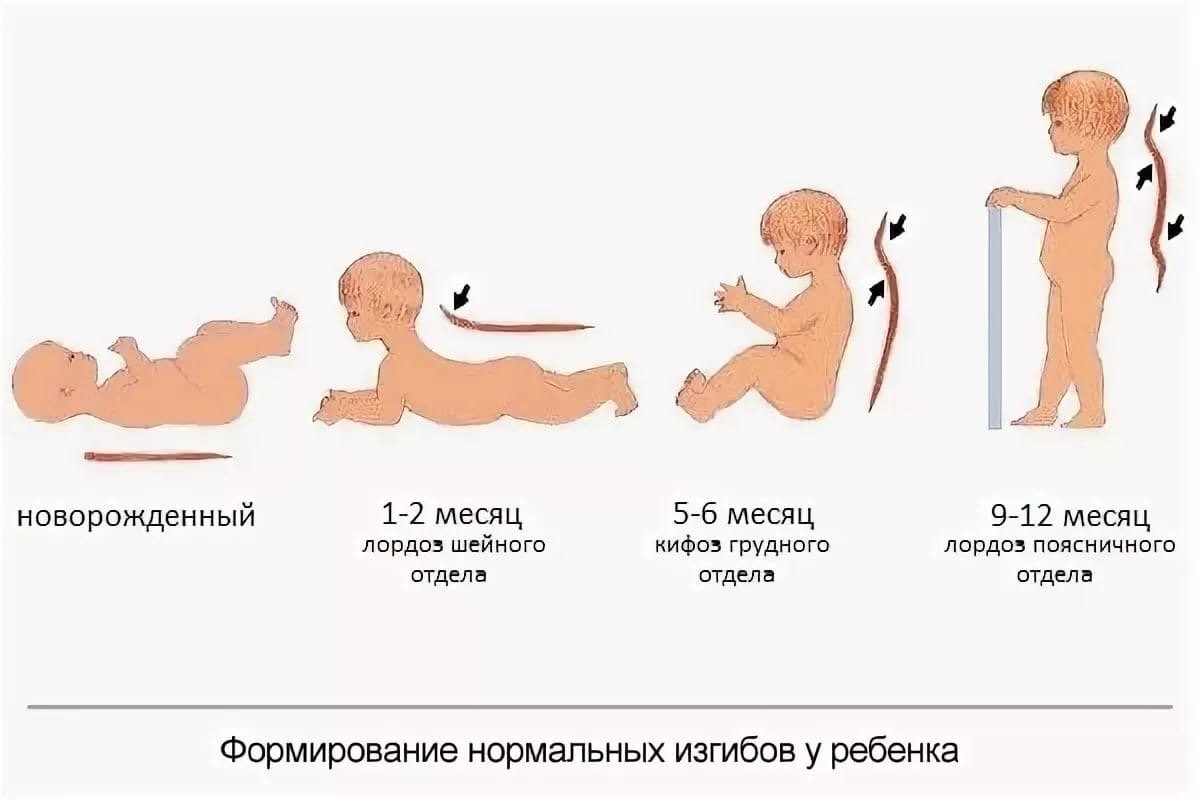 новорожденный
1-2 месяц
лордоз шейного
отдела
5-6 месяц
кифоз грудного
отдела
9-12 месяц
лордоз поясничного
отдела
Формирование нормальных изгибов у ребенка